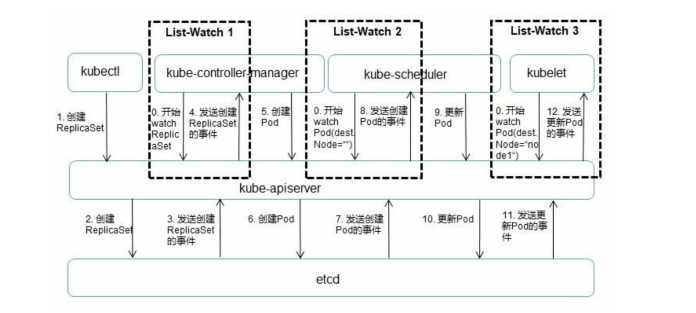 List-Watch 1
List-Watch 2
List-Watch 3
kubectl
kube-controller-manager
kube-scheduler
kubelet
1. 创建
ReplicaSet
0. 开始
watch
Replic
aSet
4. 发送创建
ReplicaSet
的事件
5. 创建
Pod
0. 开始
watch
Pod(dest.
Node="")
8. 发送创建
Pod的事件
9. 更新
Pod
0. 开始
watch
Pod(dest.
Node="no
de1")
12. 发送
更新Pod
的事件
kube-apiserver
2. 创建
ReplicaSet
3. 发送创建
ReplicaSet
的事件
6. 创建Pod
7. 发送创建
Pod的事件
10. 更新Pod
11. 发送更
新Pod的事
件
etcd